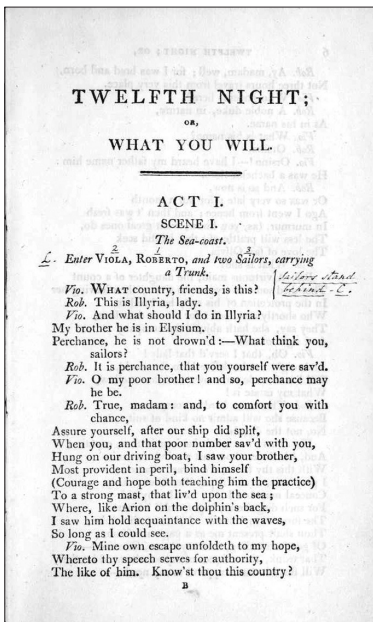 TWELFTH NIGHT;
OR,
WHAT YOU WILL.
ACT I.
SCENE I.
The Sea-coast.
2 1 3
L. Enter VIOLA, ROBERTO, and two Sailors, carrying
a Trunk.
Sailors stand
behind - C.
Vio. WHAT country, friends, is this?
Rob. This is Illyria, lady.
Vio. And what should I do in Illyria?
My brother he is in Elysium.
Perchance, he is not drown'd:—What think you,
sailors?
Rob. It is perchance, that you yourself were sav'd.
Vio. O my poor brother! and so, perchance may
he be.
Rob. True, madam: and, to comfort you with
chance,
Assure yourself, after our ship did split,
When you, and that poor number sav'd with you,
Hung on our driving boat, I saw your brother,
Most provident in peril, bind himself
(Courage and hope both teaching him the practice)
To a strong mast, that liv'd upon the sea;
Where, like Arion on the dolphin's back,
I saw him hold acquaintance with the waves,
So long as I could see.
Vio. Mine own escape unfoldeth to my hope,
Whereto thy speech serves for authority,
The like of him. Know'st thou this country?
B